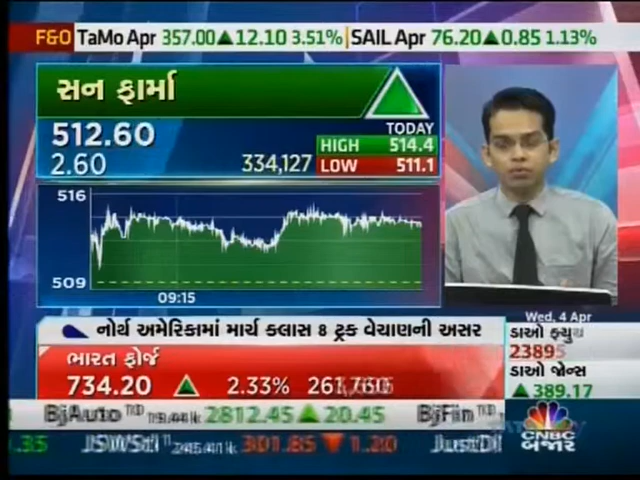 F&O TaMo Apr 357.00▲12.10 3.51% SAIL Apr 76.20▲0.85 1.13%
સન ફાર્મા
512.60
2.60 334,127
TODAY
HIGH 514.4
LOW 511.1
516
509
09:15
Wed, 4 Apr
નોર્થ અમેરિકામાં માર્ચ ક્લાસ 8 ટ્રક વેચાણની અસર
ભારત ફોર્જ
734.20 ▲ 2.33%
ડાઓ ફ્યુચ
2389
ડાઓ જોન્સ
▲ 389.17
BjAuto 2812.45 ▲ 20.45 BjFin
.35 JSWStl 301.85 ▼ 1.20 JustDi
CNBC
બજાર